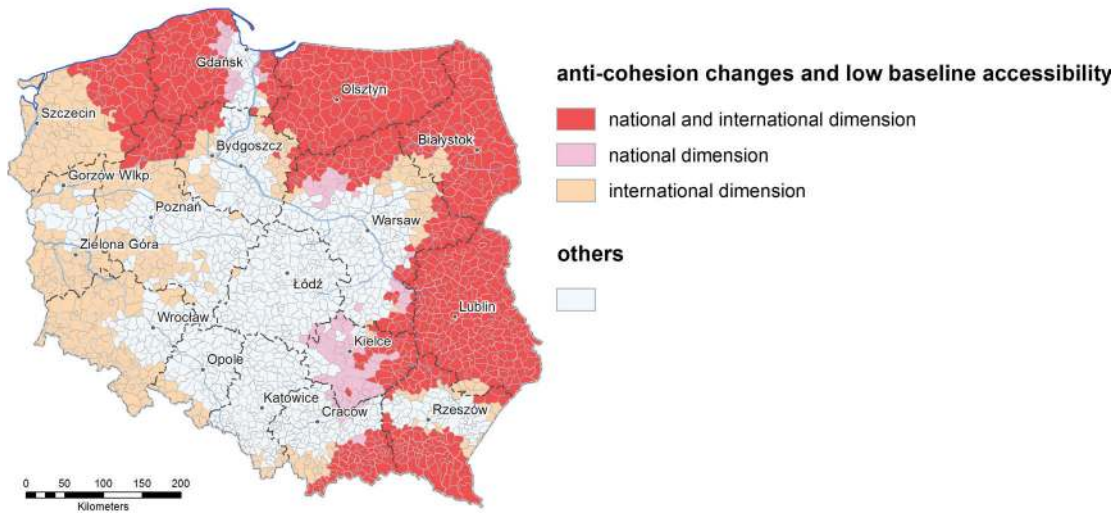 Gdańsk
Olsztyn
Szczecin
Białystok
Bydgoszcz
Gorzów Wlkp.
Poznań
Warsaw
Zielona Góra
Łódź
Lublin
Wrocław
Kielce
Opole
Katowice
Craców
Rzeszów
0 50 100 150 200
Kilometers
anti-cohesion changes and low baseline accessibility
national and international dimension
national dimension
international dimension
others